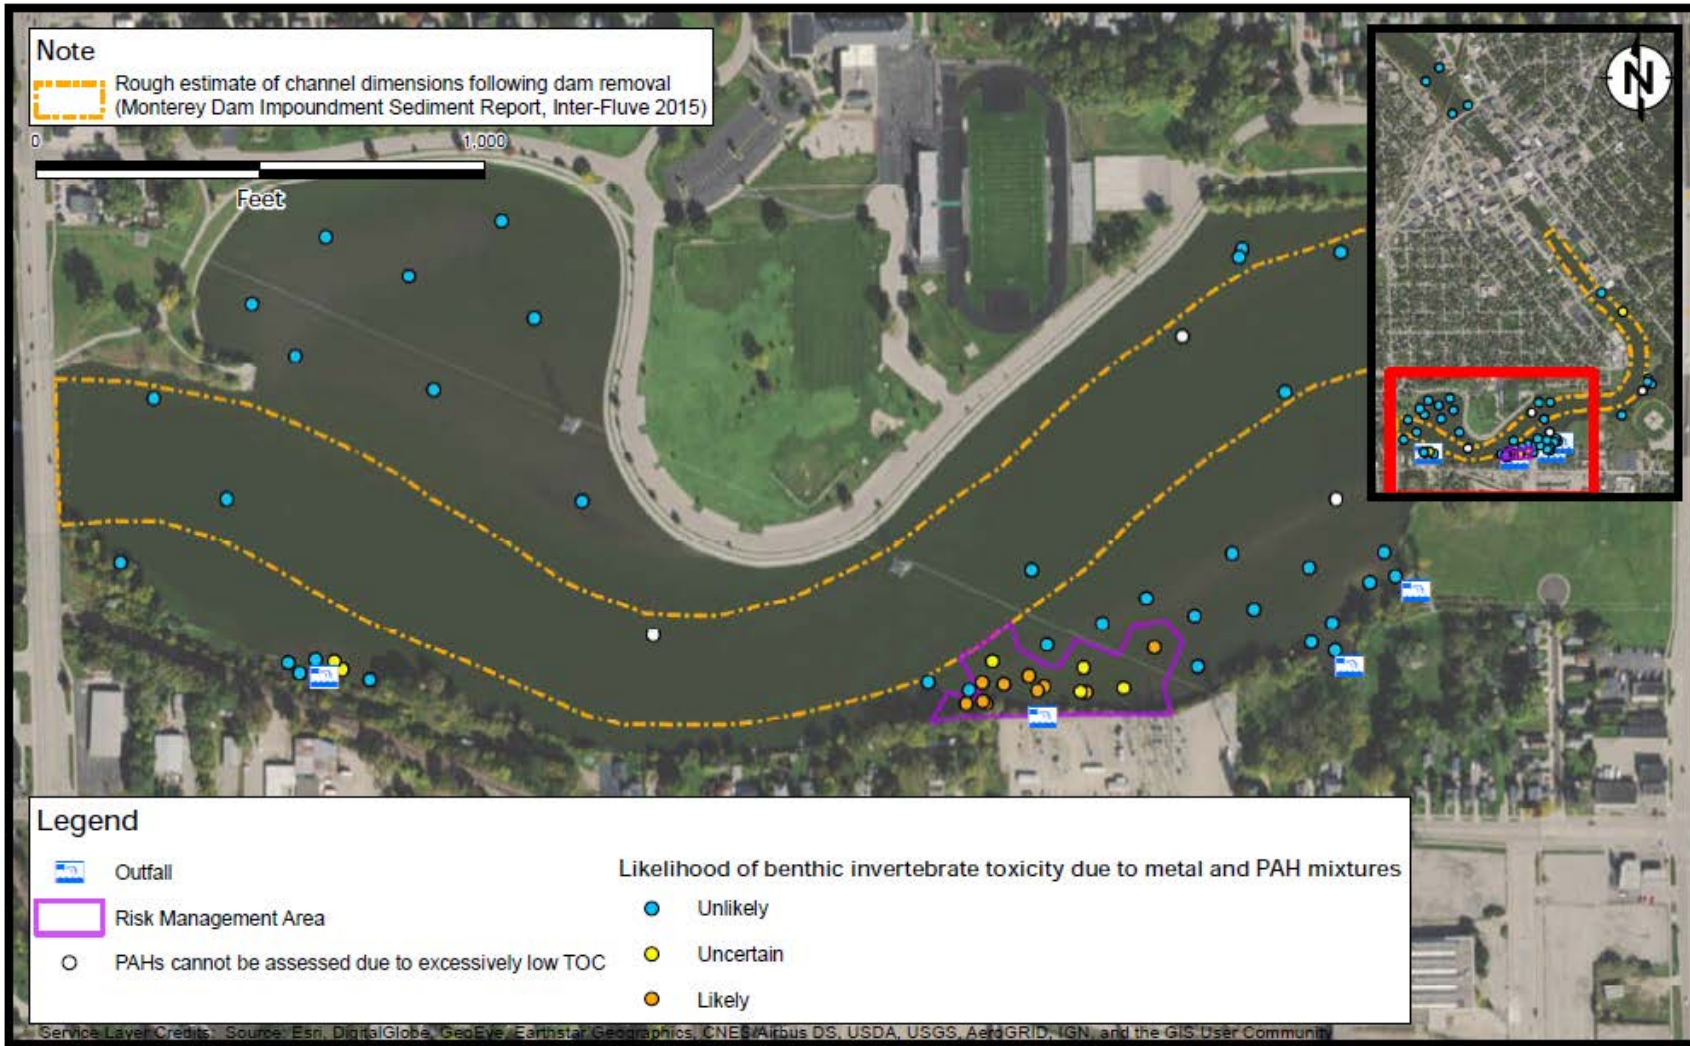 Note
Rough estimate of channel dimensions following dam removal
(Monterey Dam Impoundment Sediment Report, Inter-Fluve 2015)
0 1,000
Feet
N
Legend
Outfall
Risk Management Area
PAHs cannot be assessed due to excessively low TOC
Likelihood of benthic invertebrate toxicity due to metal and PAH mixtures
Unlikely
Uncertain
Likely
Service Layer Credits: Source: Esri, DigitalGlobe, GeoEye, Earthstar Geographics, CNES/Airbus DS, USDA, USGS, AeroGRID, IGN, and the GIS User Community